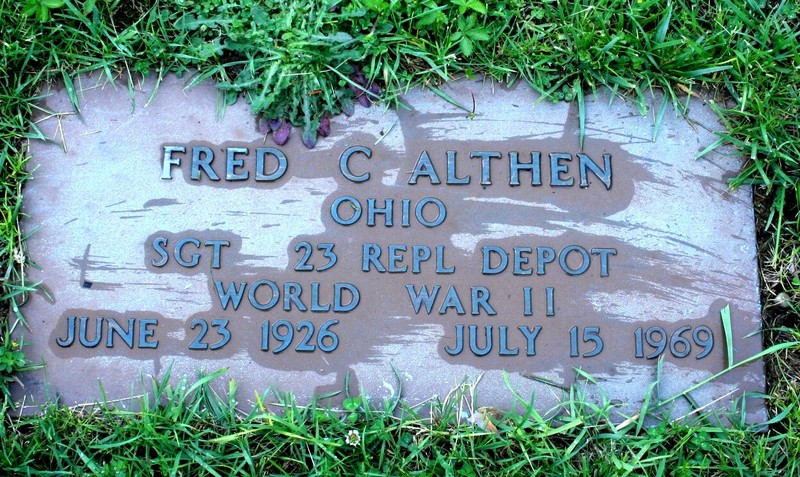 FRED C ALTHEN
OHIO
SGT 23 REPL DEPOT
WORLD WAR II
JUNE 23 1926 JULY 15 1969